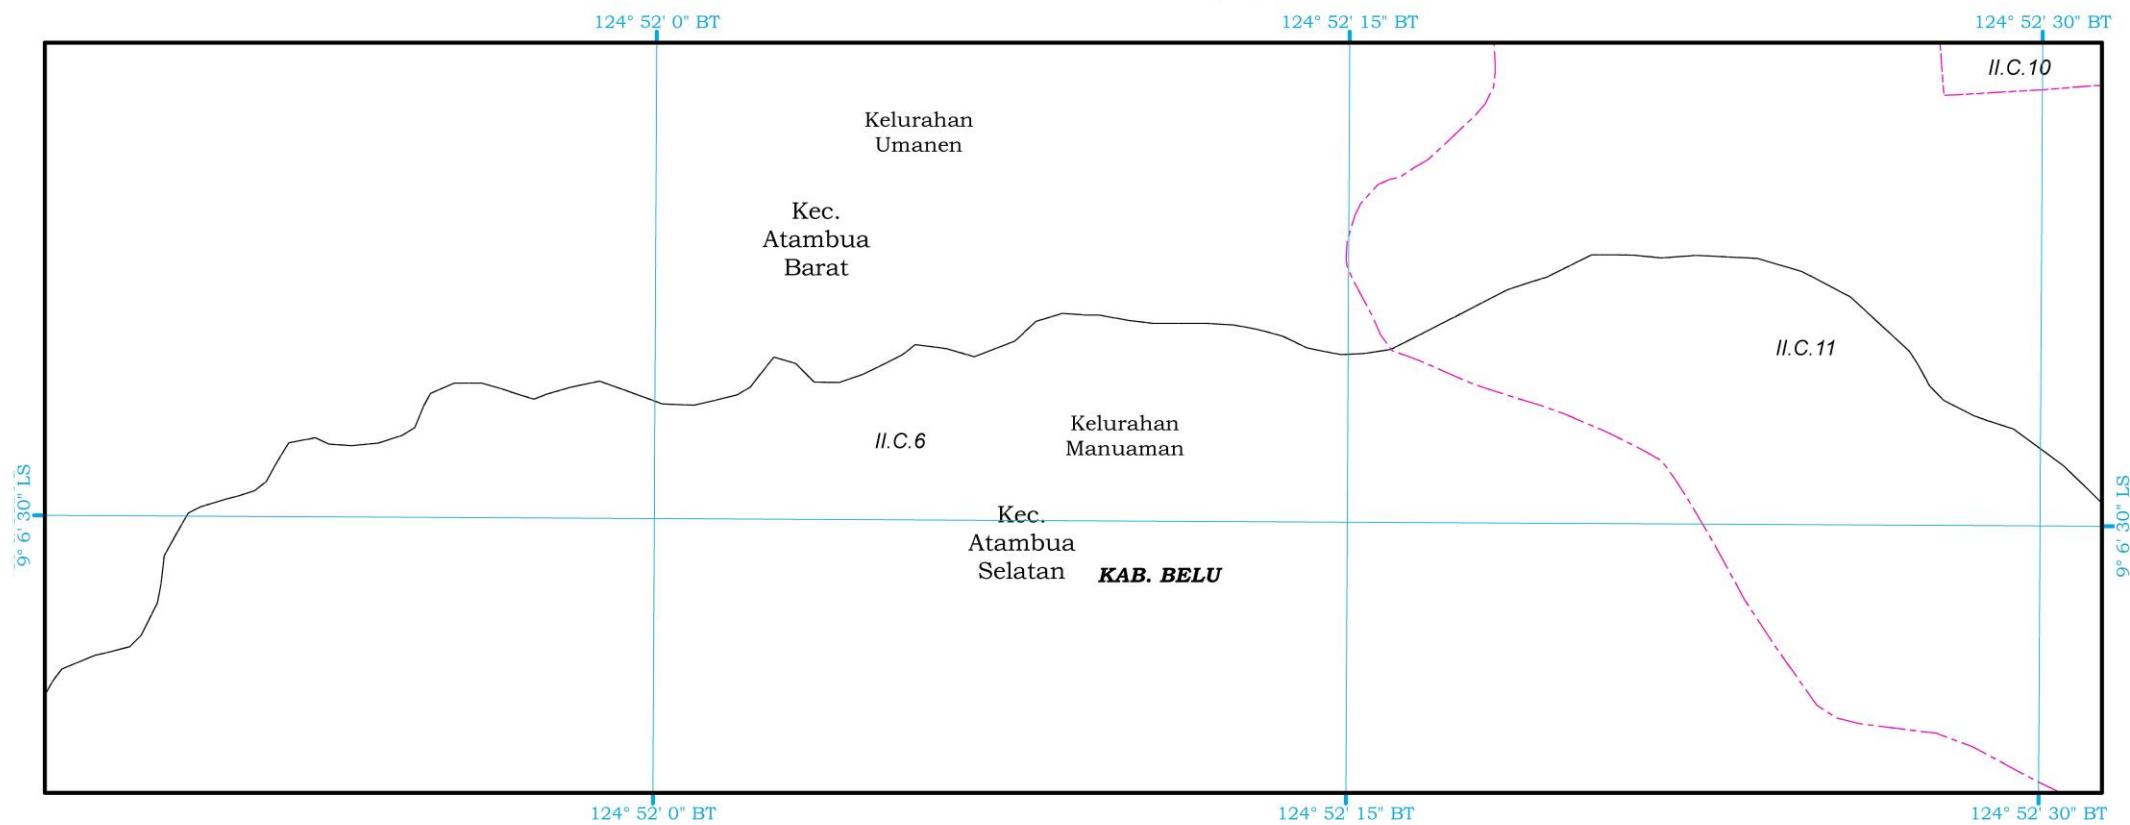 124° 52' 0" BT
124° 52' 15" BT
124° 52' 30" BT
II.C.10
Kelurahan
Umanen
Kec.
Atambua
Barat
II.C.11
Kelurahan
Manuaman
II.C.6
9° 6' 30" LS
9° 6' 30" LS
Kec.
Atambua
Selatan
KAB. BELU
124° 52' 0" BT
124° 52' 15" BT
124° 52' 30" BT